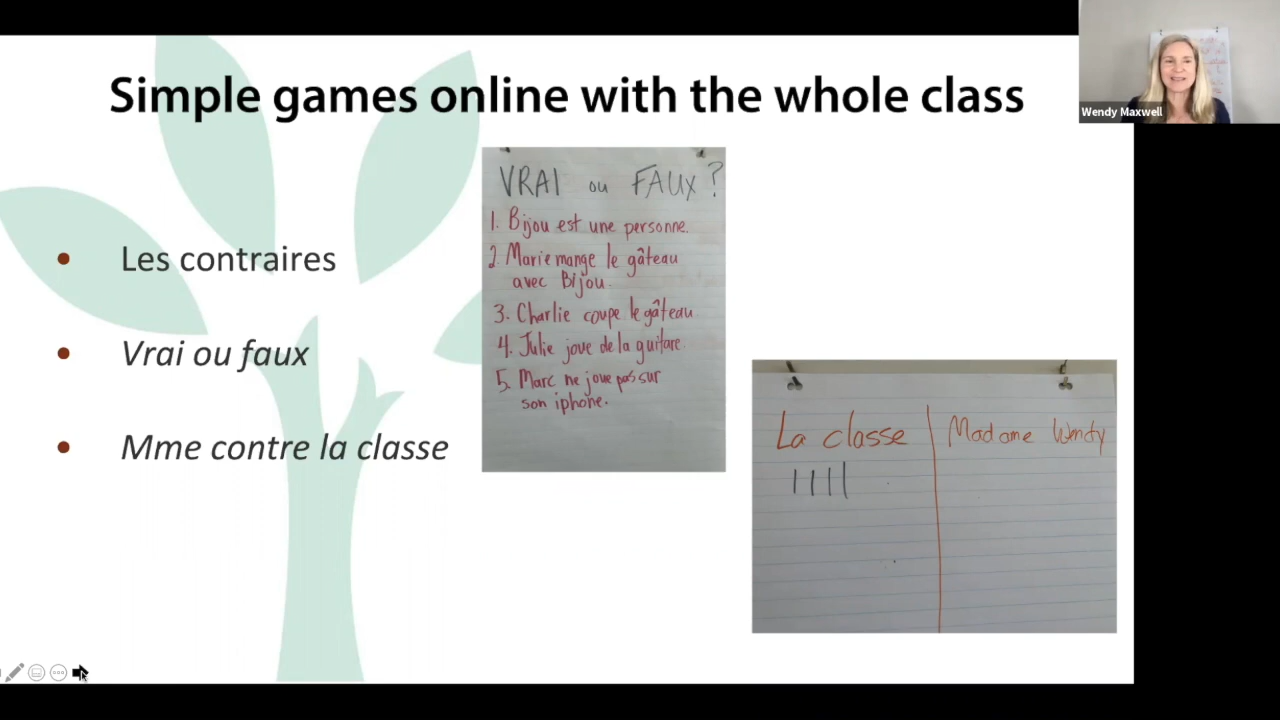 Simple games online with the whole class
Wendy Maxwell
Les contraires
Vrai ou faux
Mme contre la classe
VRAI ou FAUX ?
1. Bijou est une personne.
2. Marie mange le gâteau
avec Bijou.
3. Charlie coupe le gâteau
4. Julie joue de la guitare
5. Marc ne joue pas sur
son iphone.
La classe
Madame Wendy